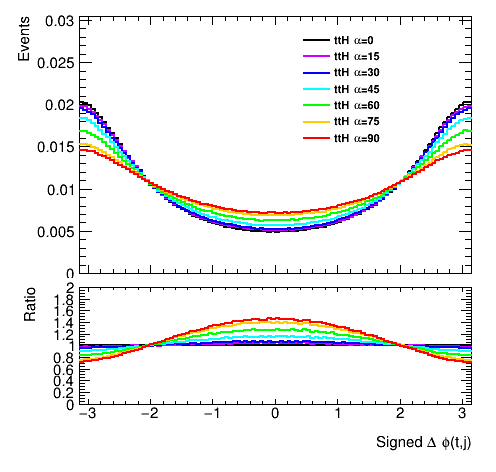 Events
0.03
0.025
0.02
0.015
0.01
0.005
0
ttH α=0
ttH α=15
ttH α=30
ttH α=45
ttH α=60
ttH α=75
ttH α=90
Ratio
2
1.8
1.6
1.4
1.2
1
0.8
0.6
0.4
0.2
0
−3 −2 −1 0 1 2 3
Signed Δ ϕ(t,j)